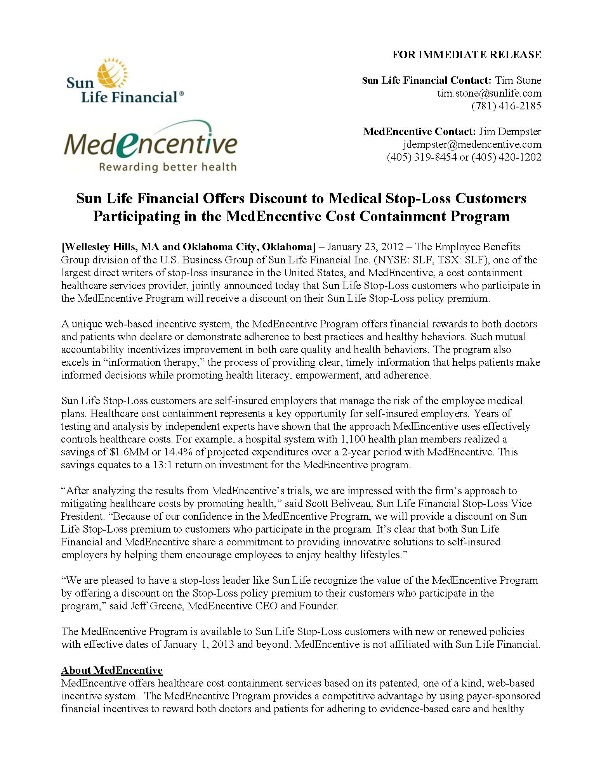 FOR IMMEDIATE RELEASE
Sun
Life Financial®
Sun Life Financial Contact: Tim Stone
tim.stone@sunlife.com
(781) 416-2185
MedEncentive
Rewarding better health
MedEncentive Contact: Jim Dempster
jdempster@medencentive.com
(405) 319-8454 or (405) 420-1202
Sun Life Financial Offers Discount to Medical Stop-Loss Customers
Participating in the MedEncentive Cost Containment Program
[Wellesley Hills, MA and Oklahoma City, Oklahoma] – January 23, 2012 – The Employee Benefits
Group division of the U.S. Business Group of Sun Life Financial Inc. (NYSE: SLF, TSX: SLF), one of the
largest direct writers of stop-loss insurance in the United States, and MedEncentive, a cost containment
healthcare services provider, jointly announced today that Sun Life Stop-Loss customers who participate in
the MedEncentive Program will receive a discount on their Sun Life Stop-Loss policy premium.
A unique web-based incentive system, the MedEncentive Program offers financial rewards to both doctors
and patients who declare or demonstrate adherence to best practices and healthy behaviors. Such mutual
accountability incentivizes improvement in both care quality and health behaviors. The program also
excels in “information therapy,” the process of providing clear, timely information that helps patients make
informed decisions while promoting health literacy, empowerment, and adherence.
Sun Life Stop-Loss customers are self-insured employers that manage the risk of the employee medical
plans. Healthcare cost containment represents a key opportunity for self-insured employers. Years of
testing and analysis by independent experts have shown that the approach MedEncentive uses effectively
controls healthcare costs. For example, a hospital system with 1,100 health plan members realized a
savings of $1.6MM or 14.4% of projected expenditures over a 2-year period with MedEncentive. This
savings equates to a 13:1 return on investment for the MedEncentive program.
“After analyzing the results from MedEncentive’s trials, we are impressed with the firm’s approach to
mitigating healthcare costs by promoting health,” said Scott Beliveau, Sun Life Financial Stop-Loss Vice
President. “Because of our confidence in the MedEncentive Program, we will provide a discount on Sun
Life Stop-Loss premium to customers who participate in the program. It’s clear that both Sun Life
Financial and MedEncentive share a commitment to providing innovative solutions to self-insured
employers by helping them encourage employees to enjoy healthy lifestyles.”
“We are pleased to have a stop-loss leader like Sun Life recognize the value of the MedEncentive Program
by offering a discount on the Stop-Loss policy premium to their customers who participate in the
program,” said Jeff Greene, MedEncentive CEO and Founder.
The MedEncentive Program is available to Sun Life Stop-Loss customers with new or renewed policies
with effective dates of January 1, 2013 and beyond. MedEncentive is not affiliated with Sun Life Financial.
About MedEncentive
MedEncentive offers healthcare cost containment services based on its patented, one of a kind, web-based
incentive system. The MedEncentive Program provides a competitive advantage by using payer-sponsored
financial incentives to reward both doctors and patients for adhering to evidence-based care and healthy